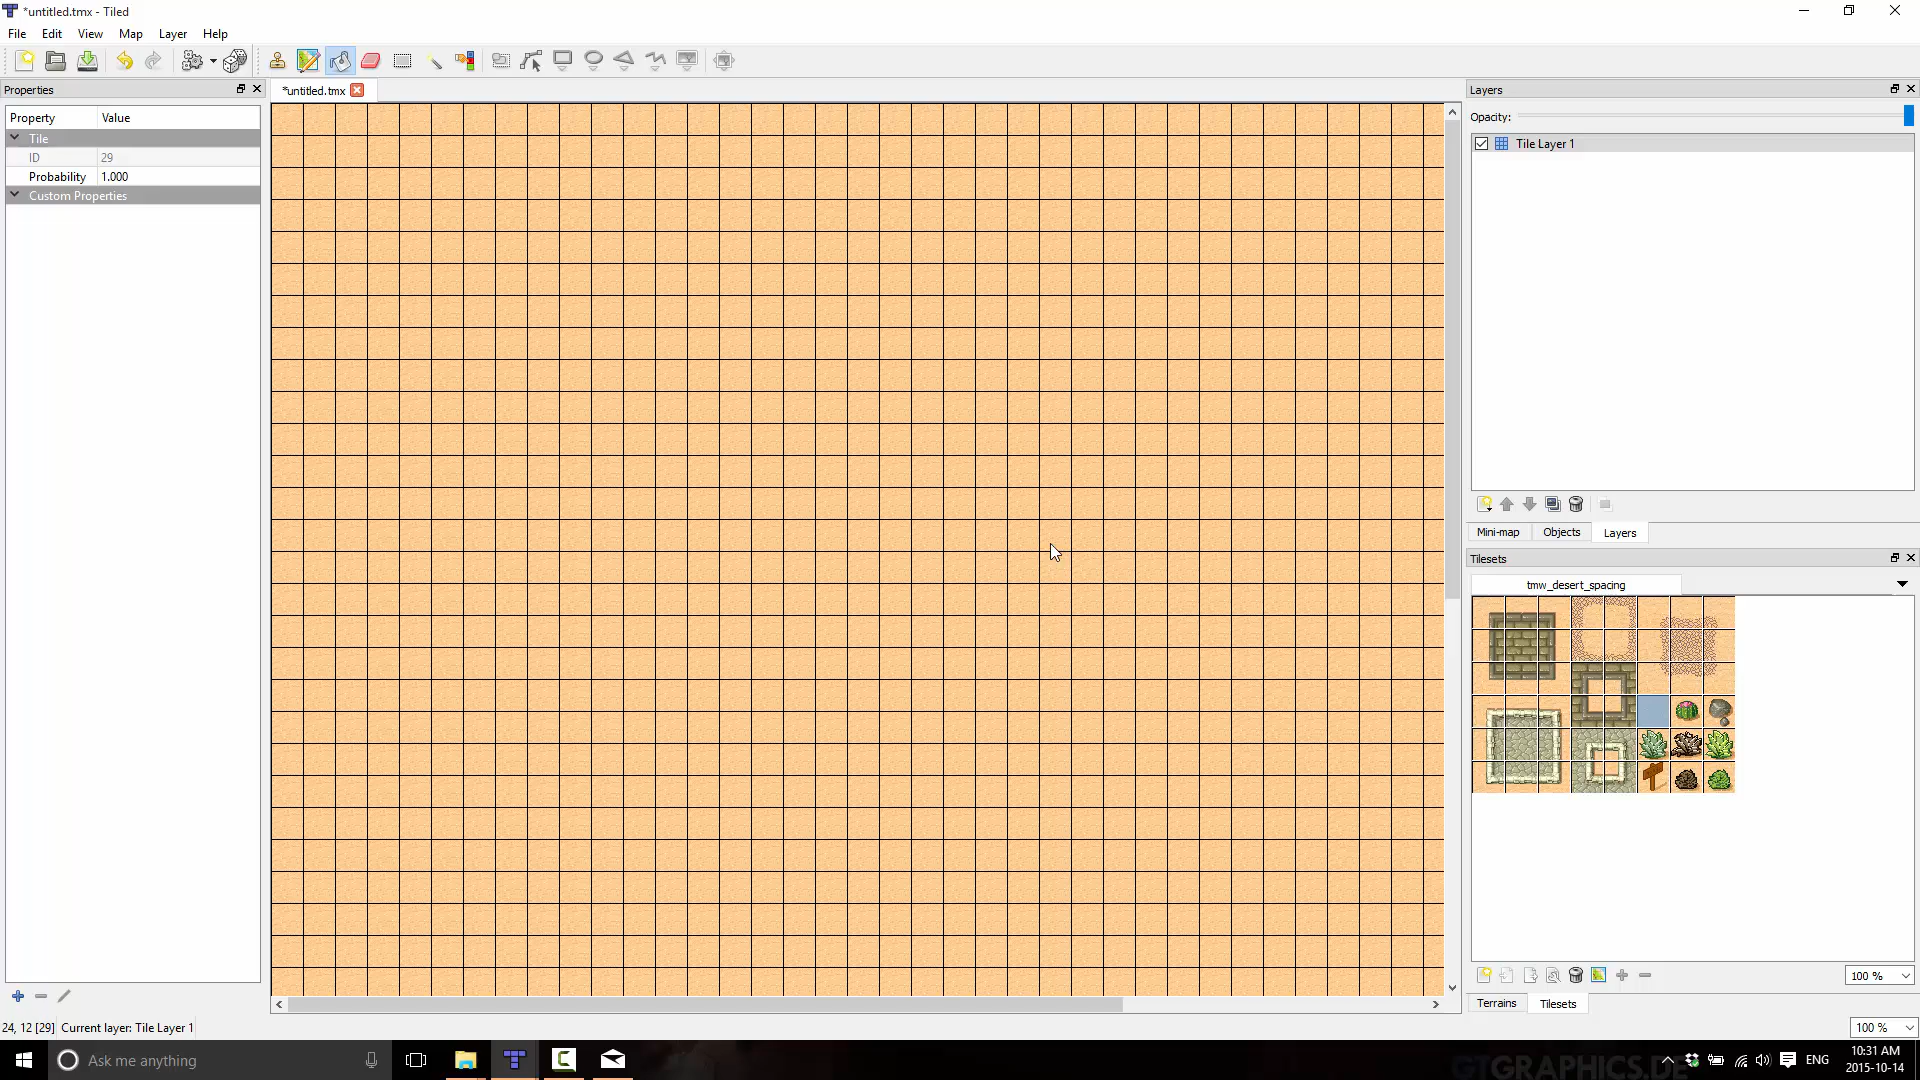 *untitled.tmx - Tiled
File Edit View Map Layer Help
Properties
*untitled.tmx
Layers
Property Value
Opacity:
Tile
Tile Layer 1
ID 29
Probability 1.000
Custom Properties
Mini-map Objects Layers
Tilesets
tmw_desert_spacing
100 %
Terrains Tilesets
24, 12 [29] Current layer: Tile Layer 1
100 %
Ask me anything
ENG
10:31 AM
2015-10-14
GTGRAPHICS.DE